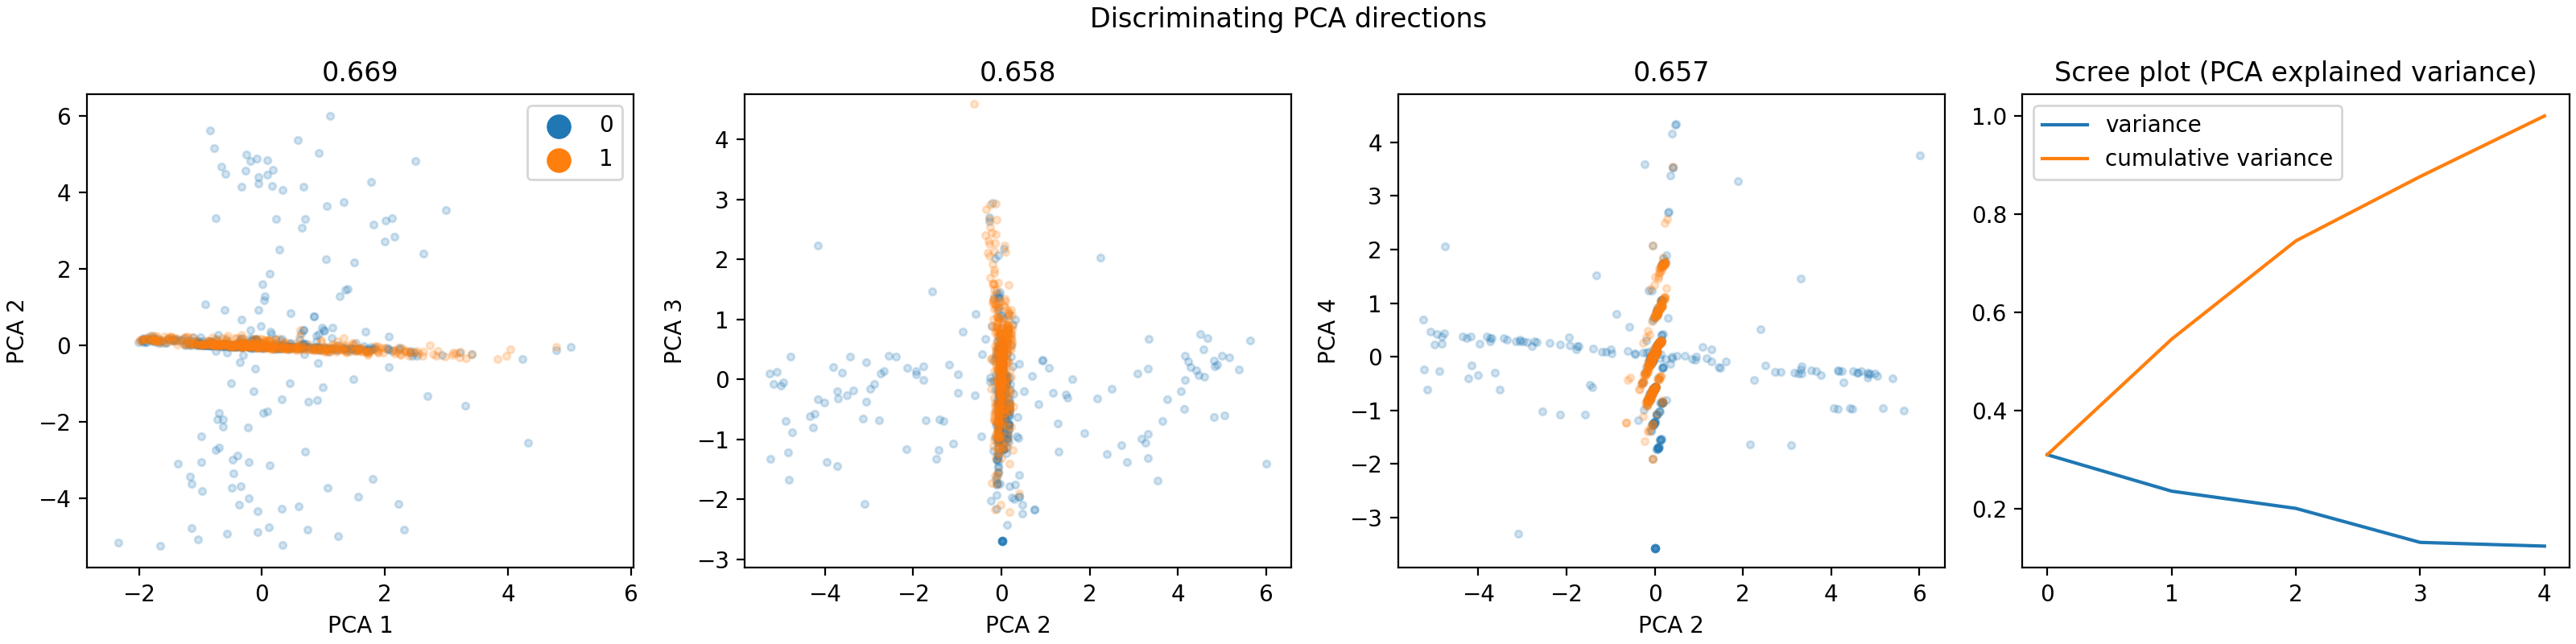 Discriminating PCA directions
0.669
6
4
2
0
−2
−4
PCA 2
−2 0 2 4 6
PCA 1
0
1
0.658
4
3
2
1
0
−1
−2
−3
PCA 3
−4 −2 0 2 4 6
PCA 2
0.657
4
3
2
1
0
−1
−2
−3
PCA 4
−4 −2 0 2 4 6
PCA 2
Scree plot (PCA explained variance)
variance
cumulative variance
1.0
0.8
0.6
0.4
0.2
0 1 2 3 4